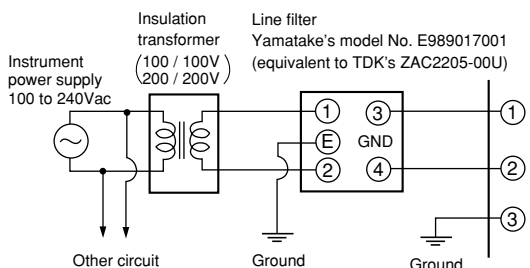 Insulation
transformer
(100 / 100V
200 / 200V)
Line filter
Yamatake's model No. E989017001
(equivalent to TDK's ZAC2205-00U)
Instrument
power supply
100 to 240Vac
1
E
2
3
GND
4
1
2
3
Other circuit
Ground
Ground